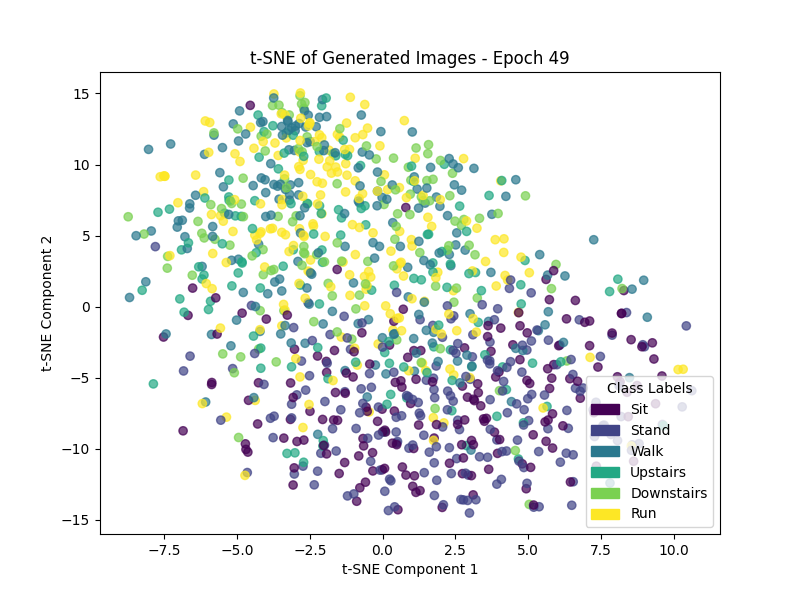 t-SNE of Generated Images - Epoch 49
t-SNE Component 2
15
10
5
0
−5
−10
−15
−7.5
−5.0
−2.5
0.0
2.5
5.0
7.5
10.0
t-SNE Component 1
Class Labels
Sit
Stand
Walk
Upstairs
Downstairs
Run